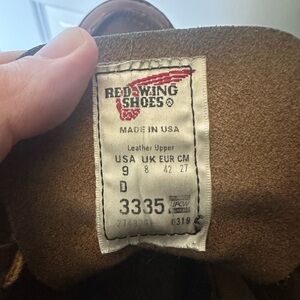 RED WING
SHOES ®
MADE IN USA
Leather Upper
USA UK EUR CM
9 8 42 27
D
3335
0319